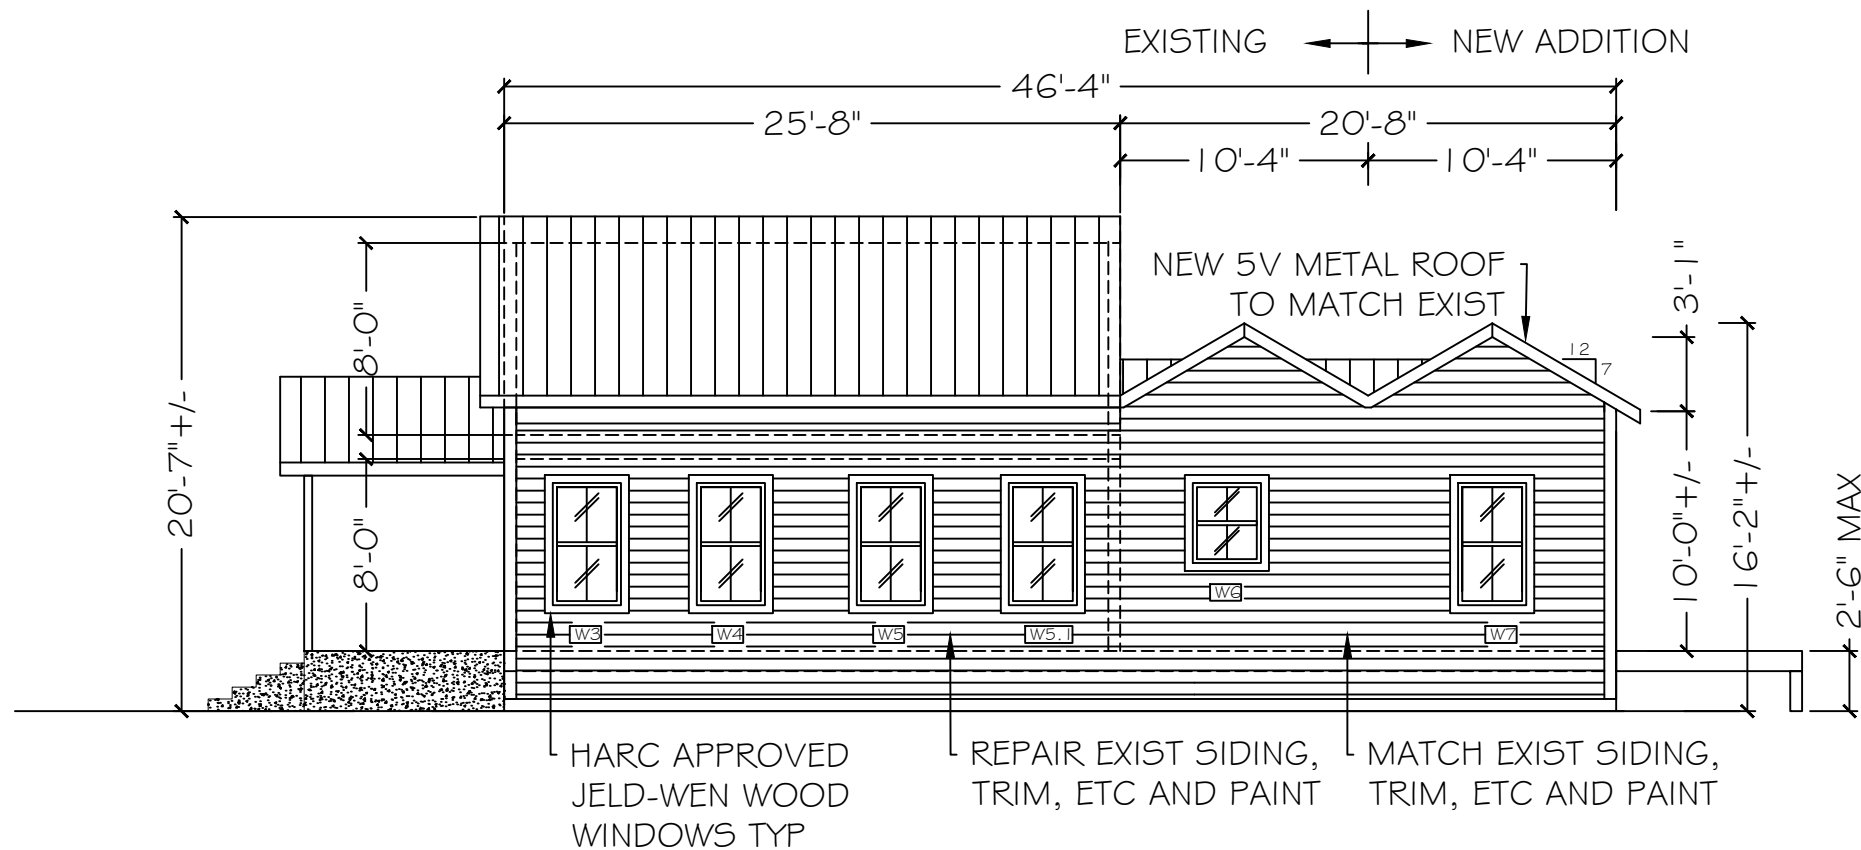 EXISTING NEW ADDITION
46'-4"
25'-8" 20'-8"
10'-4" 10'-4"
NEW 5V METAL ROOF
TO MATCH EXIST
3'-1"
12
7
8'-0"
20'-7"+/-
8'-0"
10'-0"+/-
16'-2"+/-
2'-6" MAX
W6
W3 W4 W5 W5.1 W7
HARC APPROVED
JELD-WEN WOOD
WINDOWS TYP
REPAIR EXIST SIDING,
TRIM, ETC AND PAINT
MATCH EXIST SIDING,
TRIM, ETC AND PAINT